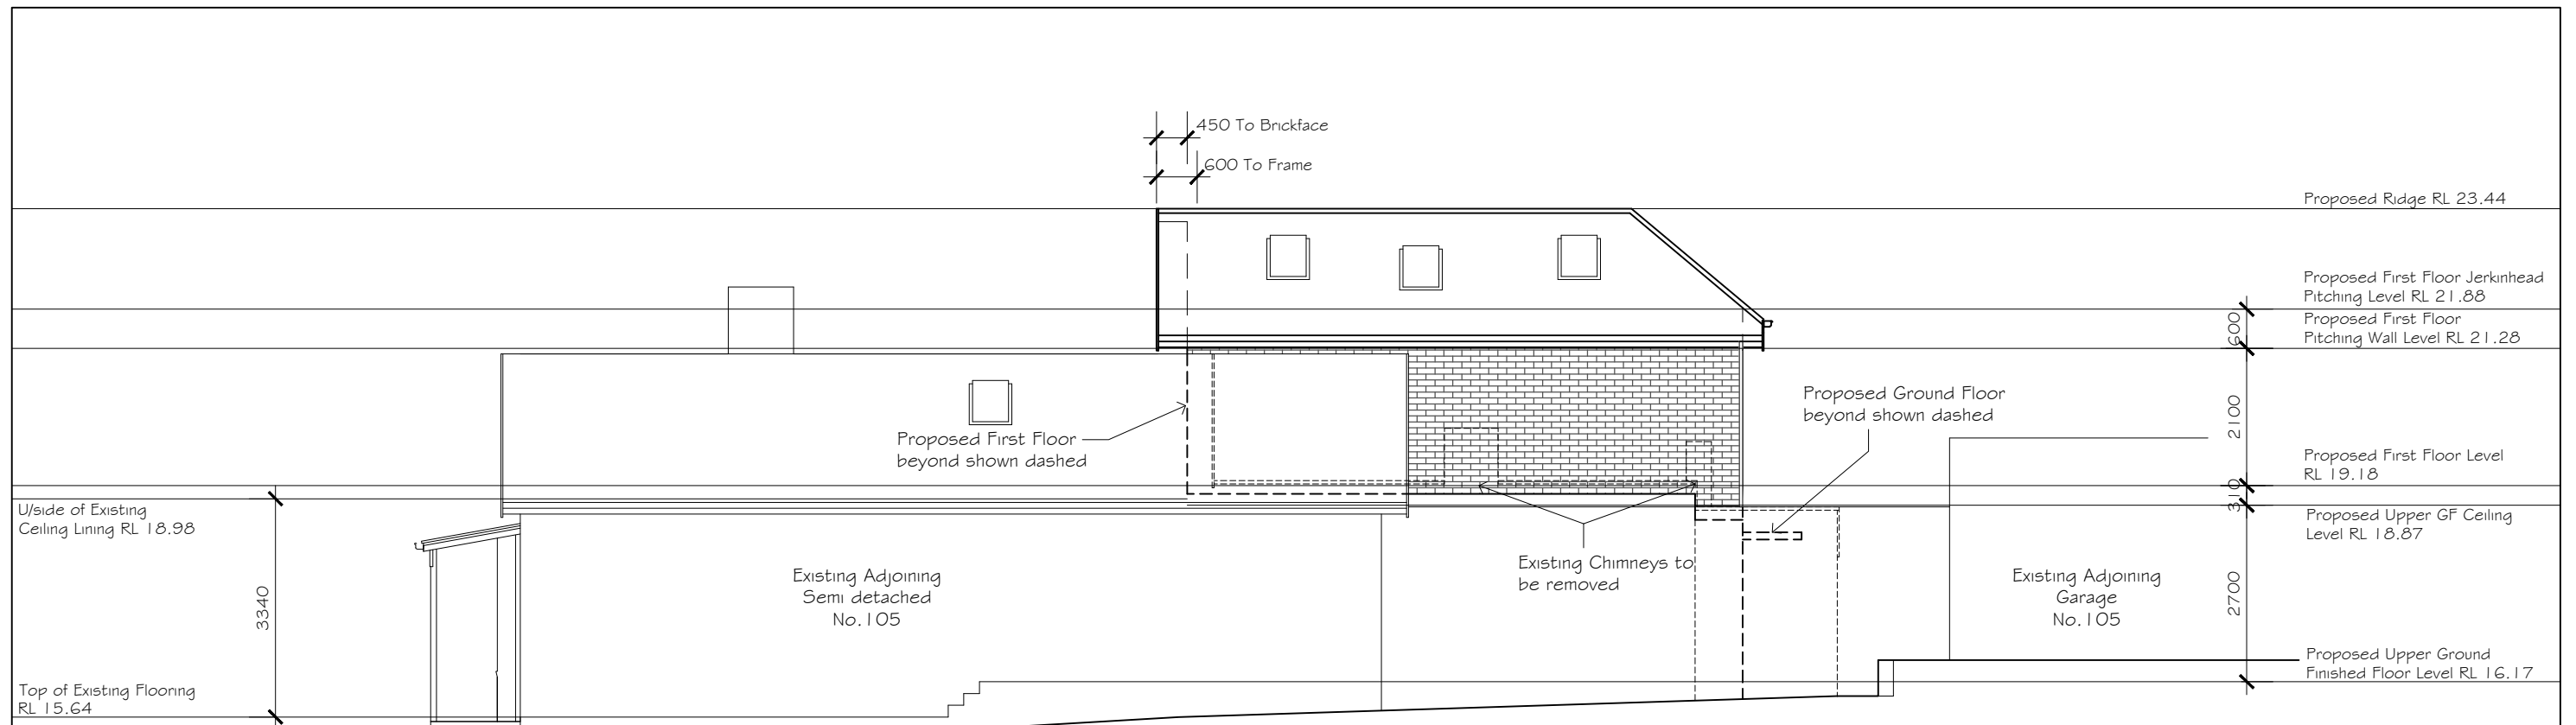 450 To Brickface
600 To Frame
Proposed Ridge RL 23.44
Proposed First Floor Jerkinhead
Pitching Level RL 21.88
600
Proposed First Floor
Pitching Wall Level RL 21.28
2100
Proposed Ground Floor
beyond shown dashed
Proposed First Floor
beyond shown dashed
Proposed First Floor Level
RL 19.18
310
U/side of Existing
Ceiling Lining RL 18.98
Proposed Upper GF Ceiling
Level RL 18.87
Existing Chimneys to
be removed
Existing Adjoining
Semi detached
No.105
Existing Adjoining
Garage
No.105
3340
2700
Proposed Upper Ground
Finished Floor Level RL 16.17
Top of Existing Flooring
RL 15.64